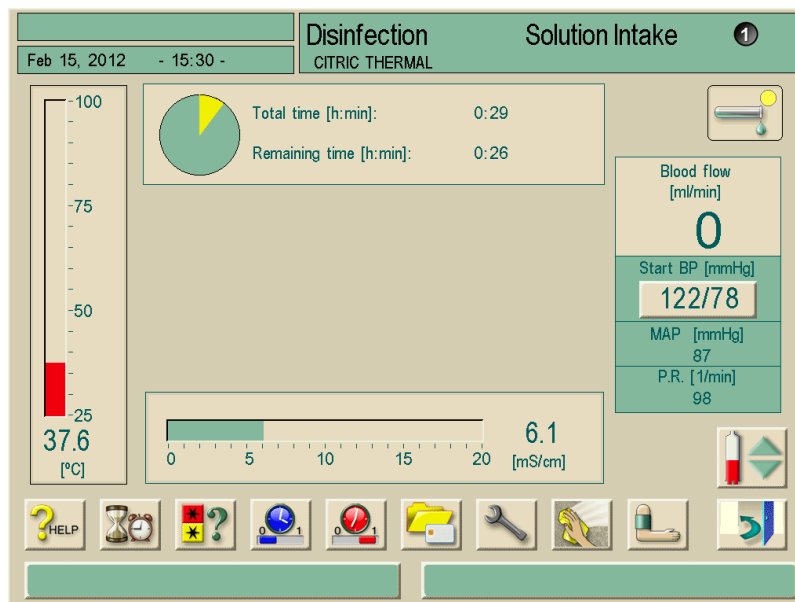 Disinfection Solution Intake 1
Feb 15, 2012 - 15:30 - CITRIC THERMAL
100
75
50
25
37.6
[ºC]
Total time [h:min]: 0:29
Remaining time [h:min]: 0:26
Blood flow
[ml/min]
0
Start BP [mmHg]
122/78
MAP [mmHg]
87
P.R. [1/min]
98
0 5 10 15 20
6.1
[mS/cm]
? HELP
?
0 1
0 1